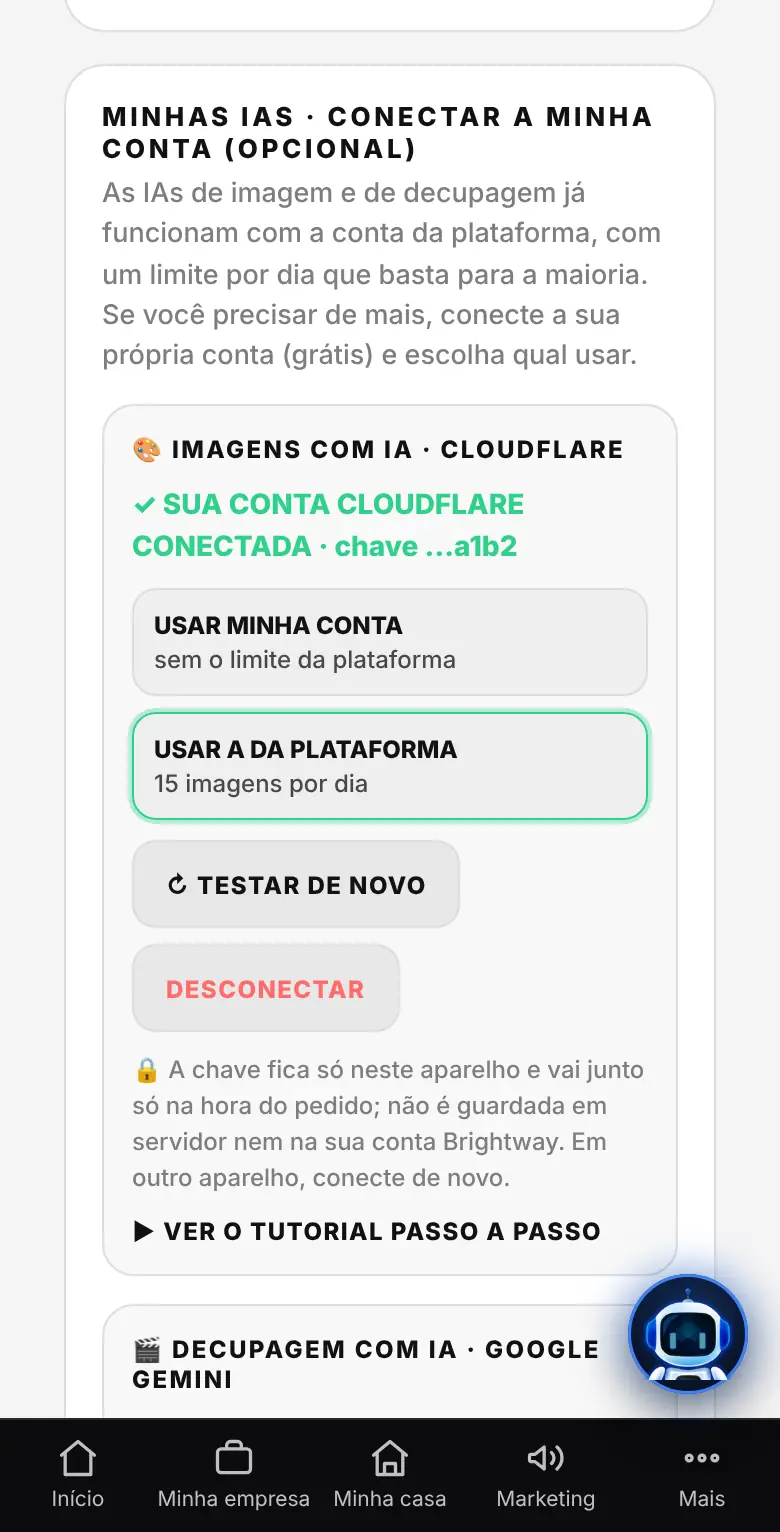 MINHAS IAS · CONECTAR A MINHA
CONTA (OPCIONAL)
As IAs de imagem e de decupagem já
funcionam com a conta da plataforma, com
um limite por dia que basta para a maioria.
Se você precisar de mais, conecte a sua
própria conta (grátis) e escolha qual usar.
🎨 IMAGENS COM IA · CLOUDFLARE
✓ SUA CONTA CLOUDFLARE
CONECTADA · chave …a1b2
USAR MINHA CONTA
sem o limite da plataforma
USAR A DA PLATAFORMA
15 imagens por dia
↻ TESTAR DE NOVO
DESCONECTAR
🔒 A chave fica só neste aparelho e vai junto
só na hora do pedido; não é guardada em
servidor nem na sua conta Brightway. Em
outro aparelho, conecte de novo.
▶ VER O TUTORIAL PASSO A PASSO
🎬 DECUPAGEM COM IA · GOOGLE
GEMINI
Início
Minha empresa
Minha casa
Marketing
Mais